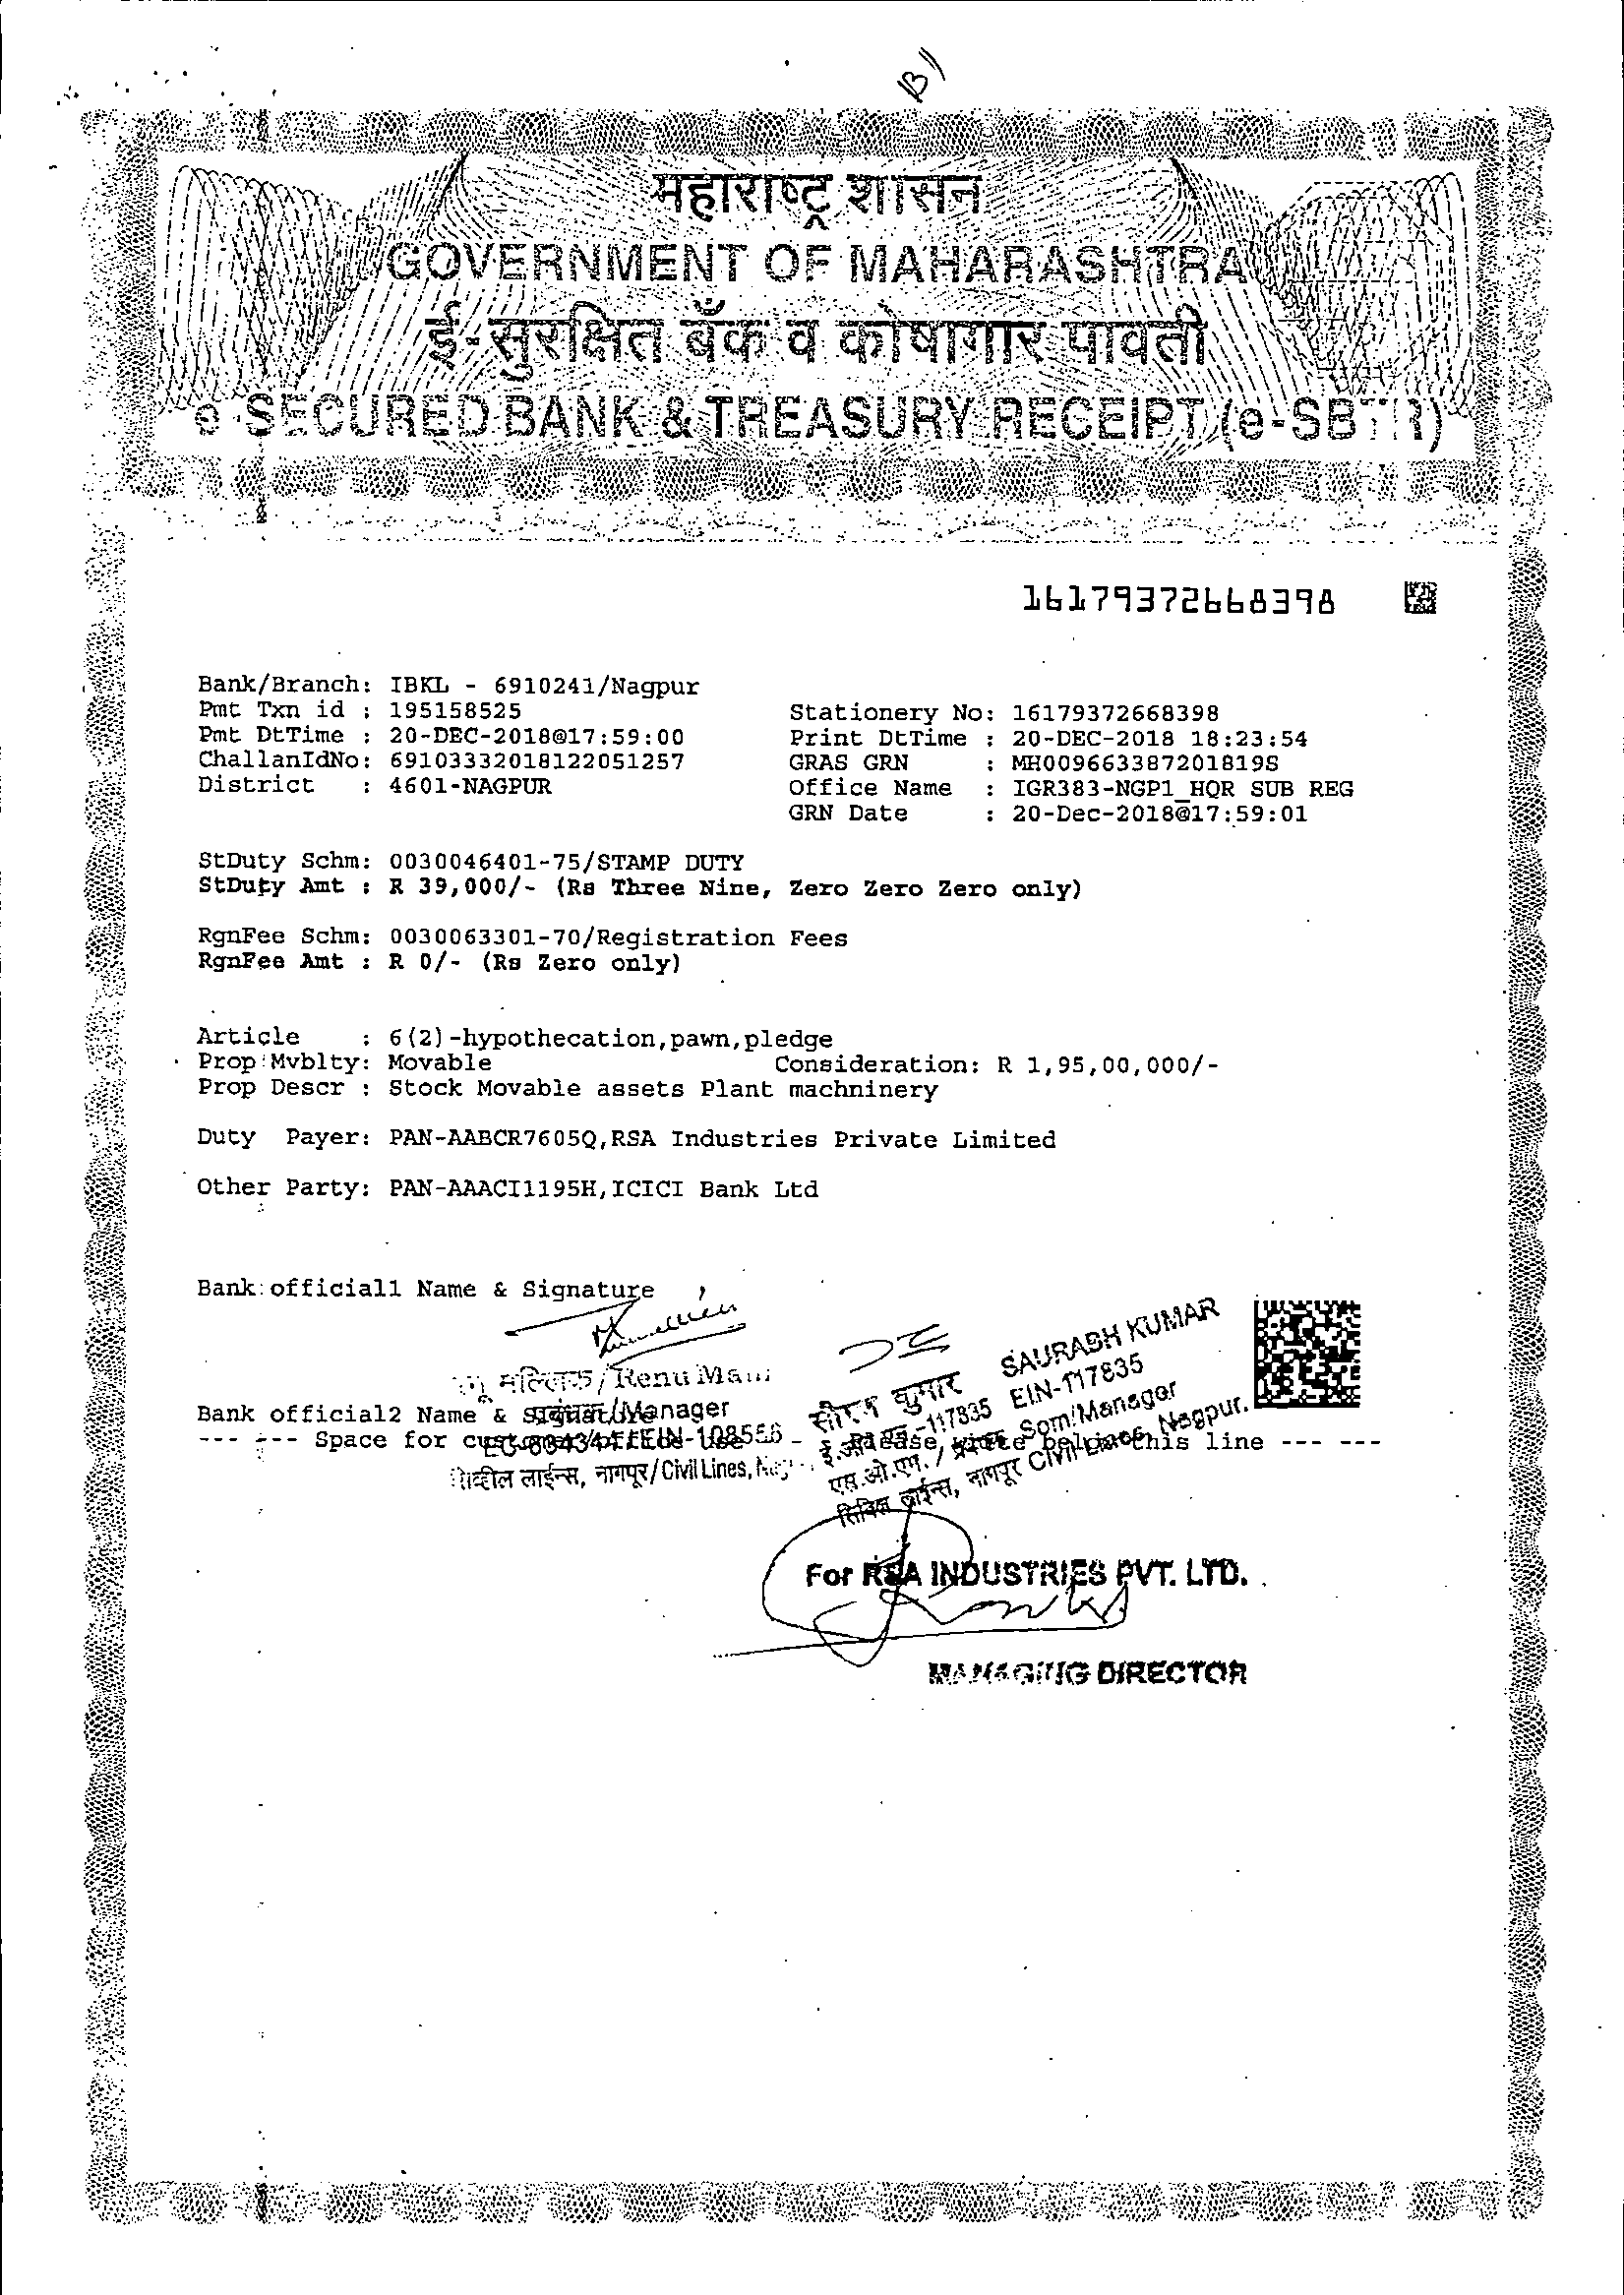 B1
महाराष्ट्र शासन
GOVERNMENT OF MAHARASHTRA
ई-सुरक्षित बँक व कोषागार पावती
e-SECURED BANK & TREASURY RECEIPT (e-SBTR)
16179372668398
Bank/Branch: IBKL - 6910241/Nagpur
Pmt Txn id : 195158525 Stationery No: 16179372668398
Pmt DtTime : 20-DEC-2018@17:59:00 Print DtTime : 20-DEC-2018 18:23:54
ChallanIdNo: 69103332018122051257 GRAS GRN : MH009663387201819S
District : 4601-NAGPUR Office Name : IGR383-NGP1_HQR SUB REG
GRN Date : 20-Dec-2018@17:59:01
StDuty Schm: 0030046401-75/STAMP DUTY
StDuty Amt : R 39,000/- (Rs Three Nine, Zero Zero Zero only)
RgnFee Schm: 0030063301-70/Registration Fees
RgnFee Amt : R 0/- (Rs Zero only)
Article : 6(2)-hypothecation,pawn,pledge
Prop Mvblty: Movable Consideration: R 1,95,00,000/-
Prop Descr : Stock Movable assets Plant machninery
Duty Payer: PAN-AABCR7605Q,RSA Industries Private Limited
Other Party: PAN-AAACI1195H,ICICI Bank Ltd
Bank official1 Name & Signature
मल्लिक/Renu
सौरभ कुमार SAURABH KUMAR
Bank official2 Name & Signature
प्रबंधक/Manager
-117835 EIN-117835
--- --- Space for customer/office use - Please write below this line --- ---
EIN-108556
एस.ओ.एम. / प्रबंधक Som/Manager
सिव्हील लाईन्स, नागपूर/Civil Lines,
सिविल लाईन्स, नागपूर Civil Lines, Nagpur.
For RSA INDUSTRIES PVT. LTD.
MANAGING DIRECTOR